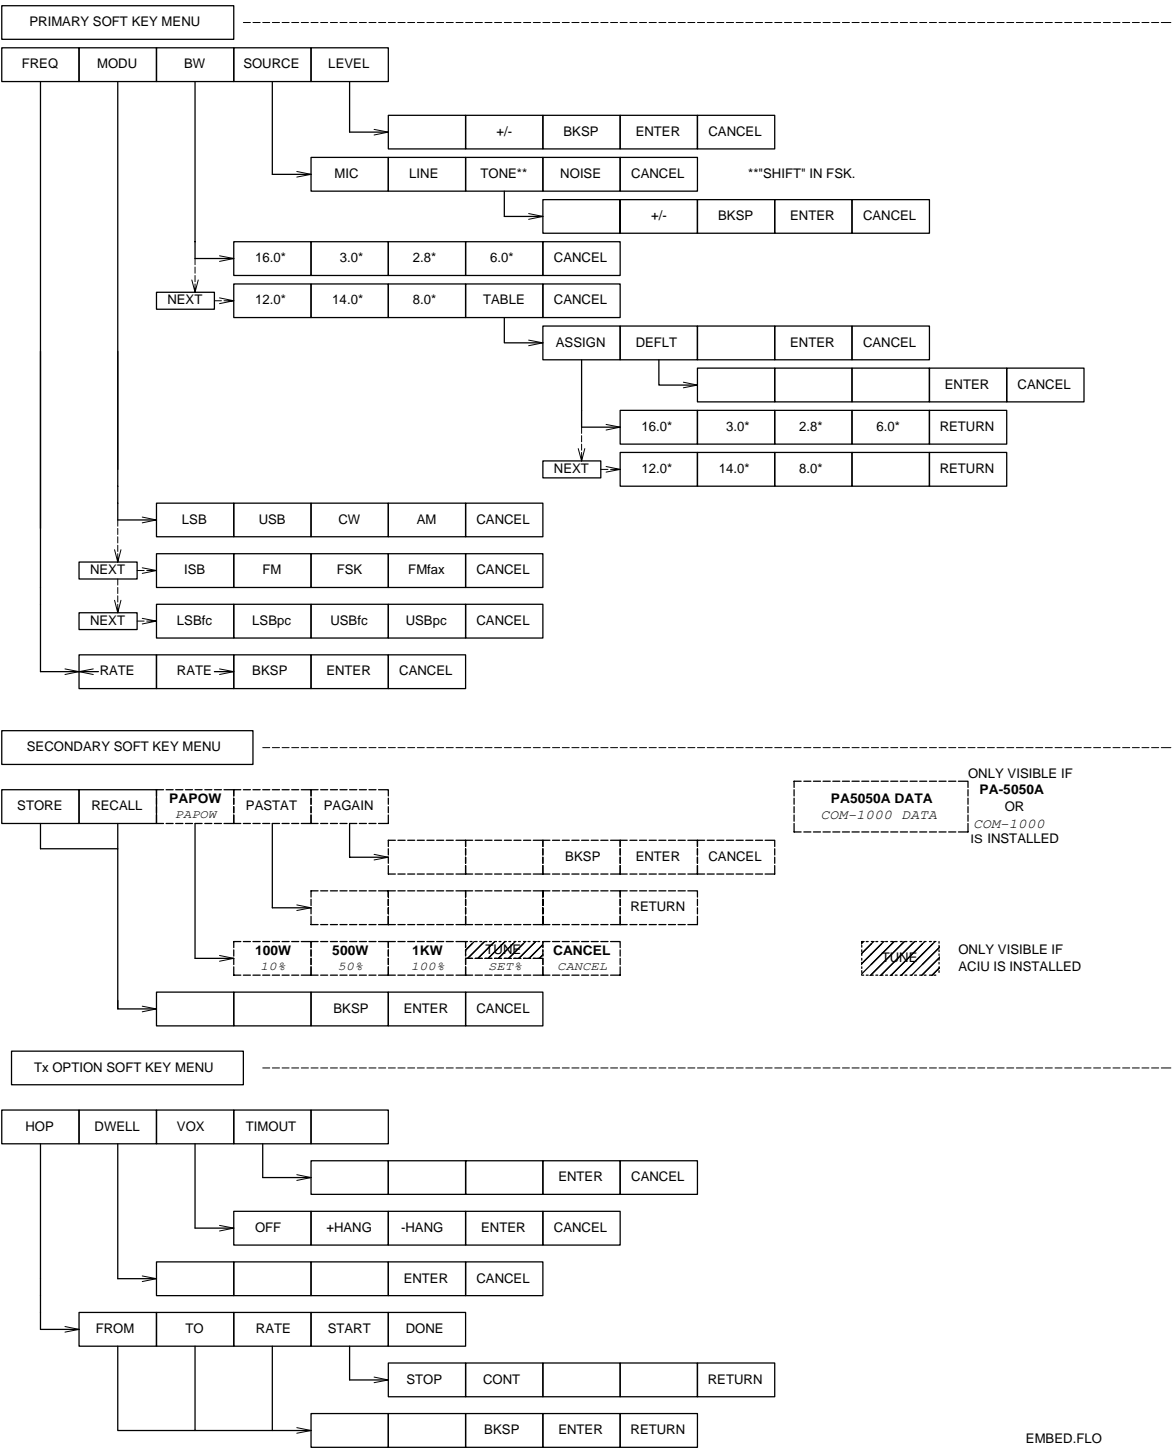 PRIMARY SOFT KEY MENU
FREQ MODU BW SOURCE LEVEL
+/- BKSP ENTER CANCEL
MIC LINE TONE** NOISE CANCEL **"SHIFT" IN FSK.
+/- BKSP ENTER CANCEL
16.0* 3.0* 2.8* 6.0* CANCEL
NEXT 12.0* 14.0* 8.0* TABLE CANCEL
ASSIGN DEFLT ENTER CANCEL
ENTER CANCEL
16.0* 3.0* 2.8* 6.0* RETURN
NEXT 12.0* 14.0* 8.0* RETURN
LSB USB CW AM CANCEL
NEXT ISB FM FSK FMfax CANCEL
NEXT LSBfc LSBpc USBfc USBpc CANCEL
RATE RATE BKSP ENTER CANCEL
SECONDARY SOFT KEY MENU
STORE RECALL PAPOW PASTAT PAGAIN
PAPOW
PA5050A DATA
COM-1000 DATA
ONLY VISIBLE IF
PA-5050A
OR
COM-1000
IS INSTALLED
BKSP ENTER CANCEL
RETURN
100W 500W 1KW TUNE CANCEL
10% 50% 100% SET% CANCEL
TUNE
ONLY VISIBLE IF
ACIU IS INSTALLED
BKSP ENTER CANCEL
Tx OPTION SOFT KEY MENU
HOP DWELL VOX TIMOUT
ENTER CANCEL
OFF +HANG -HANG ENTER CANCEL
ENTER CANCEL
FROM TO RATE START DONE
STOP CONT RETURN
BKSP ENTER RETURN
EMBED.FLO